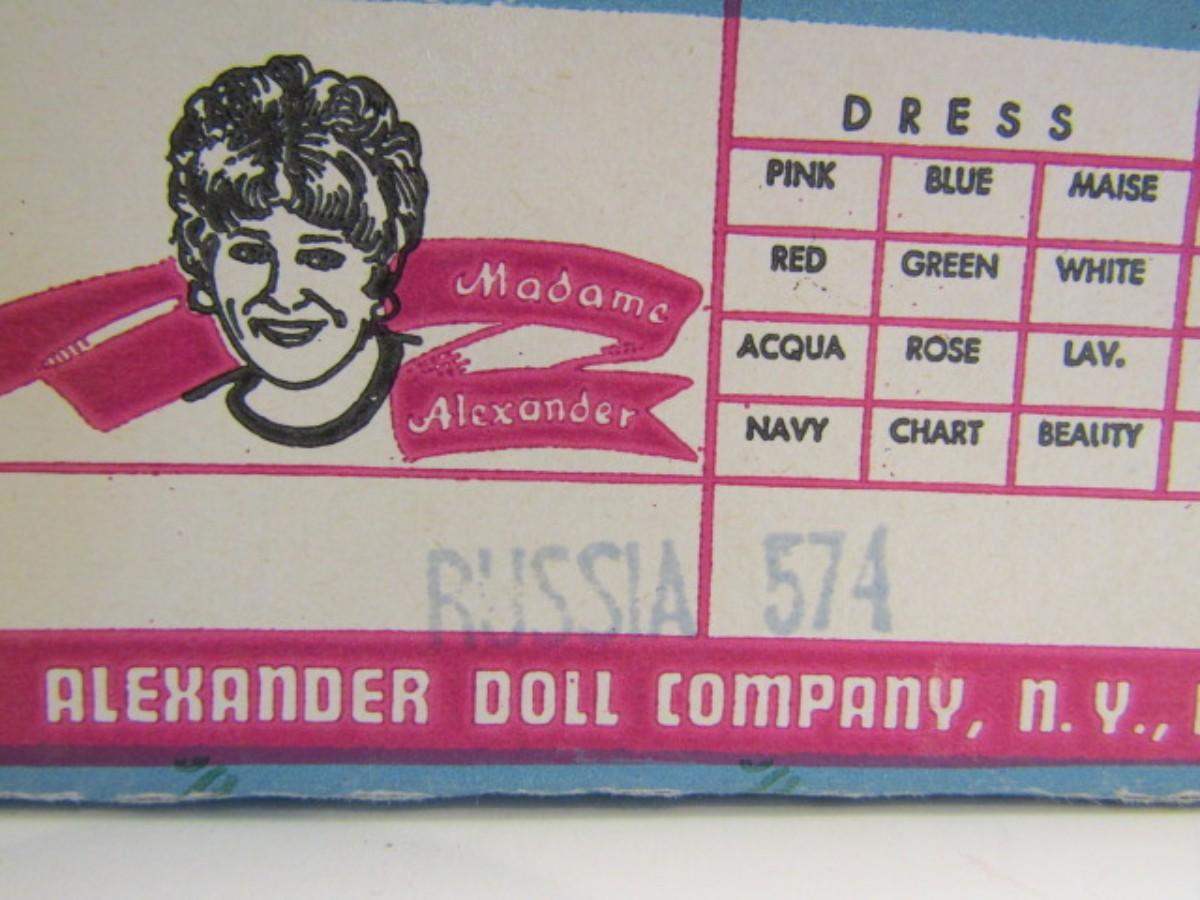 Madame
Alexander
DRESS
PINK BLUE MAISE
RED GREEN WHITE
ACQUA ROSE LAV.
NAVY CHART BEAUTY
RUSSIA 574
ALEXANDER DOLL COMPANY, N. Y.,